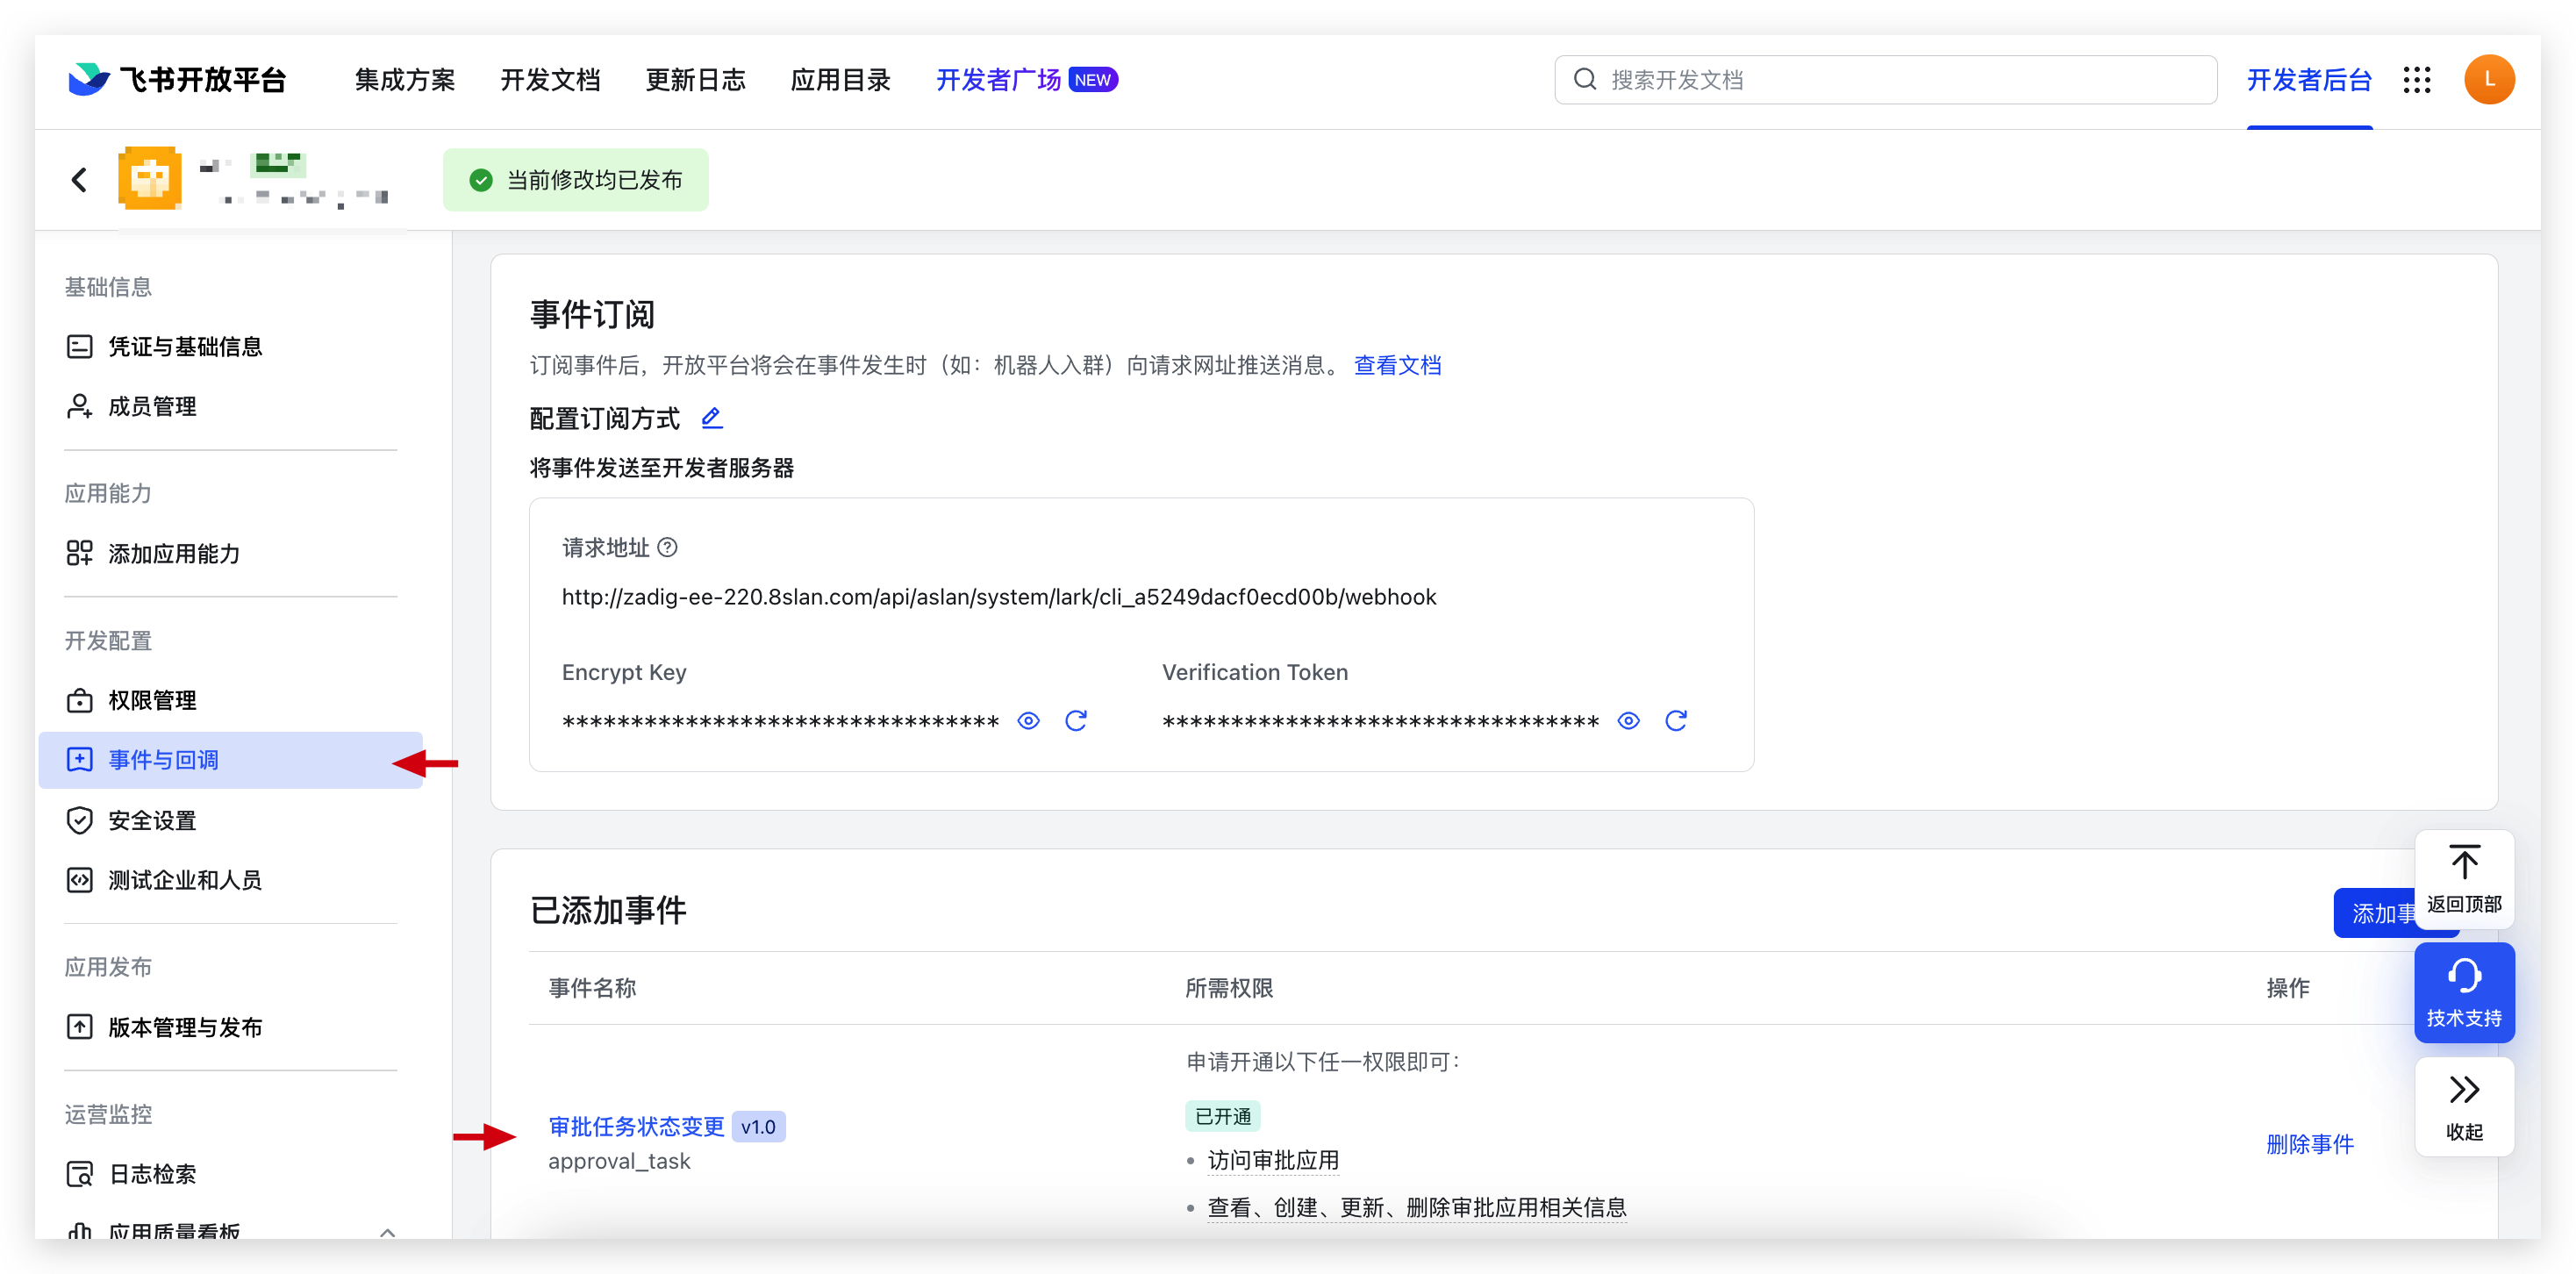 飞书开放平台
集成方案
开发文档
更新日志
应用目录
开发者广场 NEW
搜索开发文档
开发者后台
L
当前修改均已发布
基础信息
凭证与基础信息
成员管理
应用能力
添加应用能力
开发配置
权限管理
事件与回调
安全设置
测试企业和人员
应用发布
版本管理与发布
运营监控
日志检索
应用质量看板
事件订阅
订阅事件后，开放平台将会在事件发生时（如：机器人入群）向请求网址推送消息。 查看文档
配置订阅方式
将事件发送至开发者服务器
请求地址
http://zadig-ee-220.8slan.com/api/aslan/system/lark/cli_a5249dacf0ecd00b/webhook
Encrypt Key
Verification Token
********************************
********************************
已添加事件
添加事
事件名称
所需权限
操作
申请开通以下任一权限即可：
已开通
审批任务状态变更 v1.0
approval_task
• 访问审批应用
• 查看、创建、更新、删除审批应用相关信息
删除事件
返回顶部
技术支持
收起